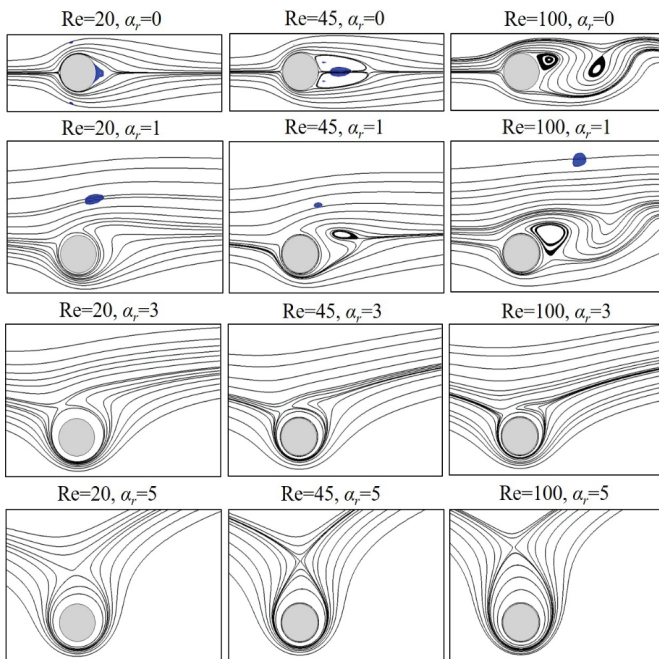 Re=20, αᵣ=0 Re=45, αᵣ=0 Re=100, αᵣ=0
Re=20, αᵣ=1 Re=45, αᵣ=1 Re=100, αᵣ=1
Re=20, αᵣ=3 Re=45, αᵣ=3 Re=100, αᵣ=3
Re=20, αᵣ=5 Re=45, αᵣ=5 Re=100, αᵣ=5